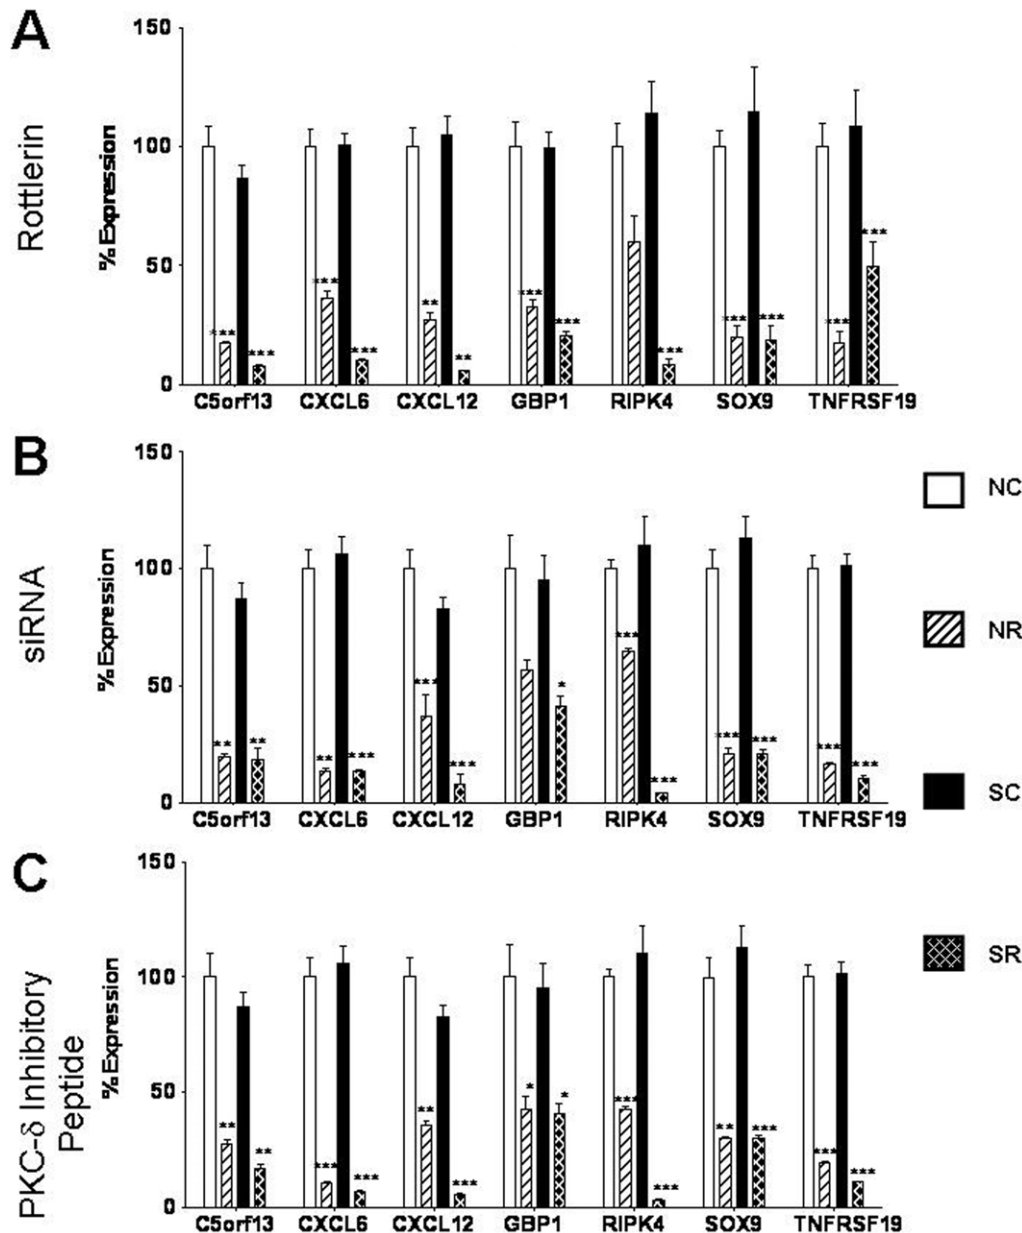 A
Rottlerin
% Expression
150
100
50
0
*** *** *** *** ** ** *** *** *** *** *** *** ***
C5orf13 CXCL6 CXCL12 GBP1 RIPK4 SOX9 TNFRSF19
B
siRNA
% Expression
150
100
50
0
** ** ** *** *** *** * *** *** *** *** *** ***
C5orf13 CXCL6 CXCL12 GBP1 RIPK4 SOX9 TNFRSF19
NC
NR
SC
SR
C
PKC-δ Inhibitory
Peptide
% Expression
150
100
50
0
** ** *** *** ** *** * * *** *** ** *** *** ***
C5orf13 CXCL6 CXCL12 GBP1 RIPK4 SOX9 TNFRSF19